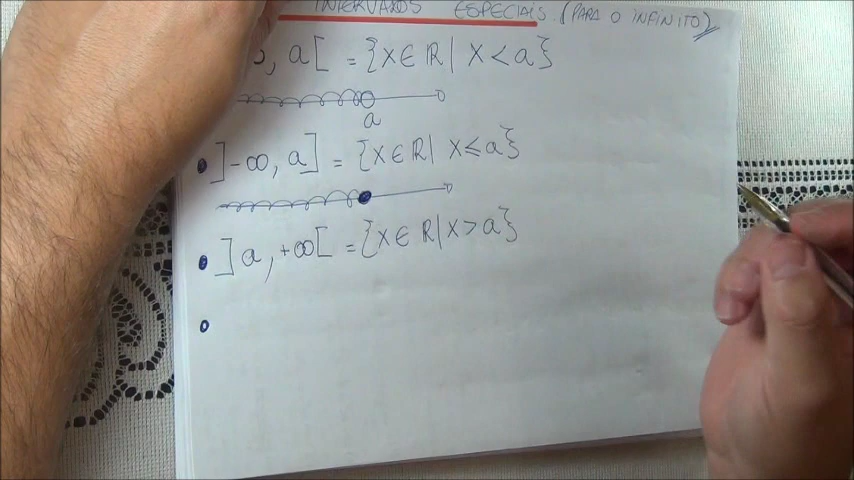 INTERVALOS ESPECIAIS (PARA O INFINITO)
∞, a[ = {x ∈ ℝ | x < a}
a
]-∞, a] = {x ∈ ℝ | x ≤ a}
]a, +∞[ = {x ∈ ℝ | x > a}